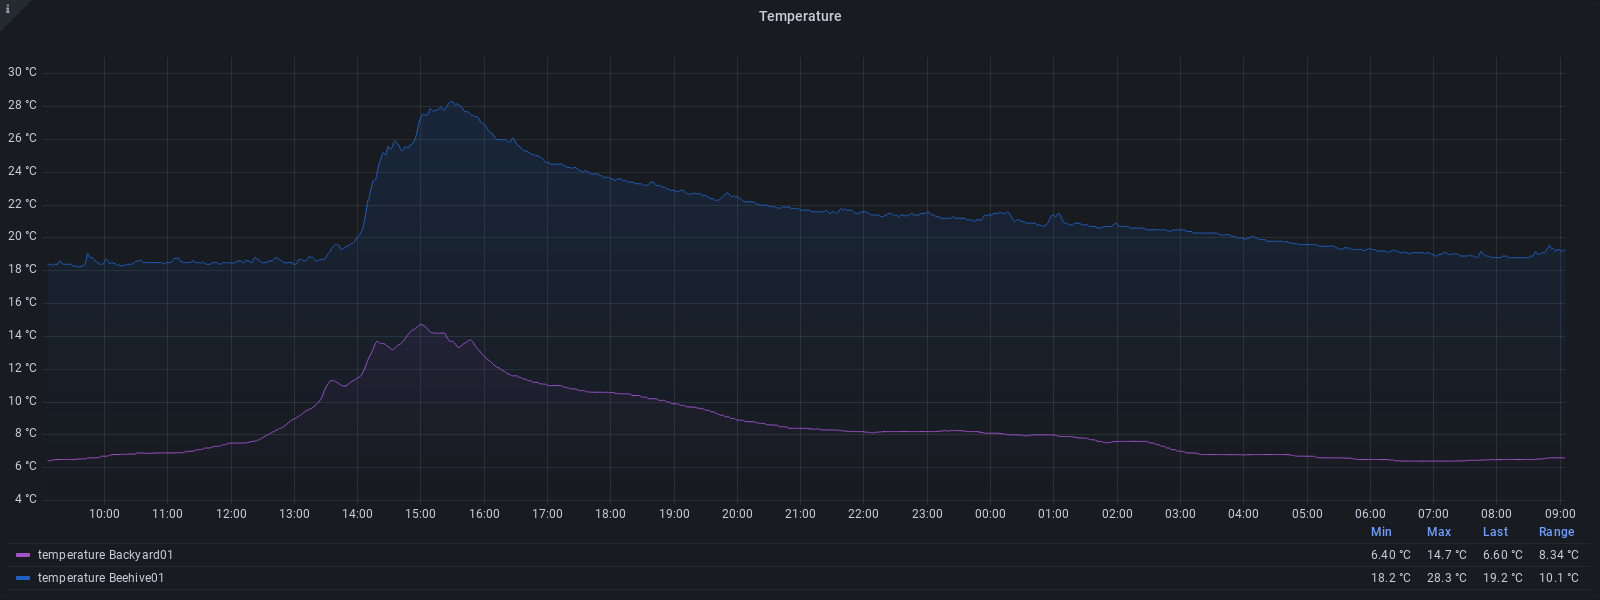 i
Temperature
30 °C
28 °C
26 °C
24 °C
22 °C
20 °C
18 °C
16 °C
14 °C
12 °C
10 °C
8 °C
6 °C
4 °C
10:00 11:00 12:00 13:00 14:00 15:00 16:00 17:00 18:00 19:00 20:00 21:00 22:00 23:00 00:00 01:00 02:00 03:00 04:00 05:00 06:00 07:00 08:00 09:00
Min Max Last Range
temperature Backyard01 6.40 °C 14.7 °C 6.60 °C 8.34 °C
temperature Beehive01 18.2 °C 28.3 °C 19.2 °C 10.1 °C